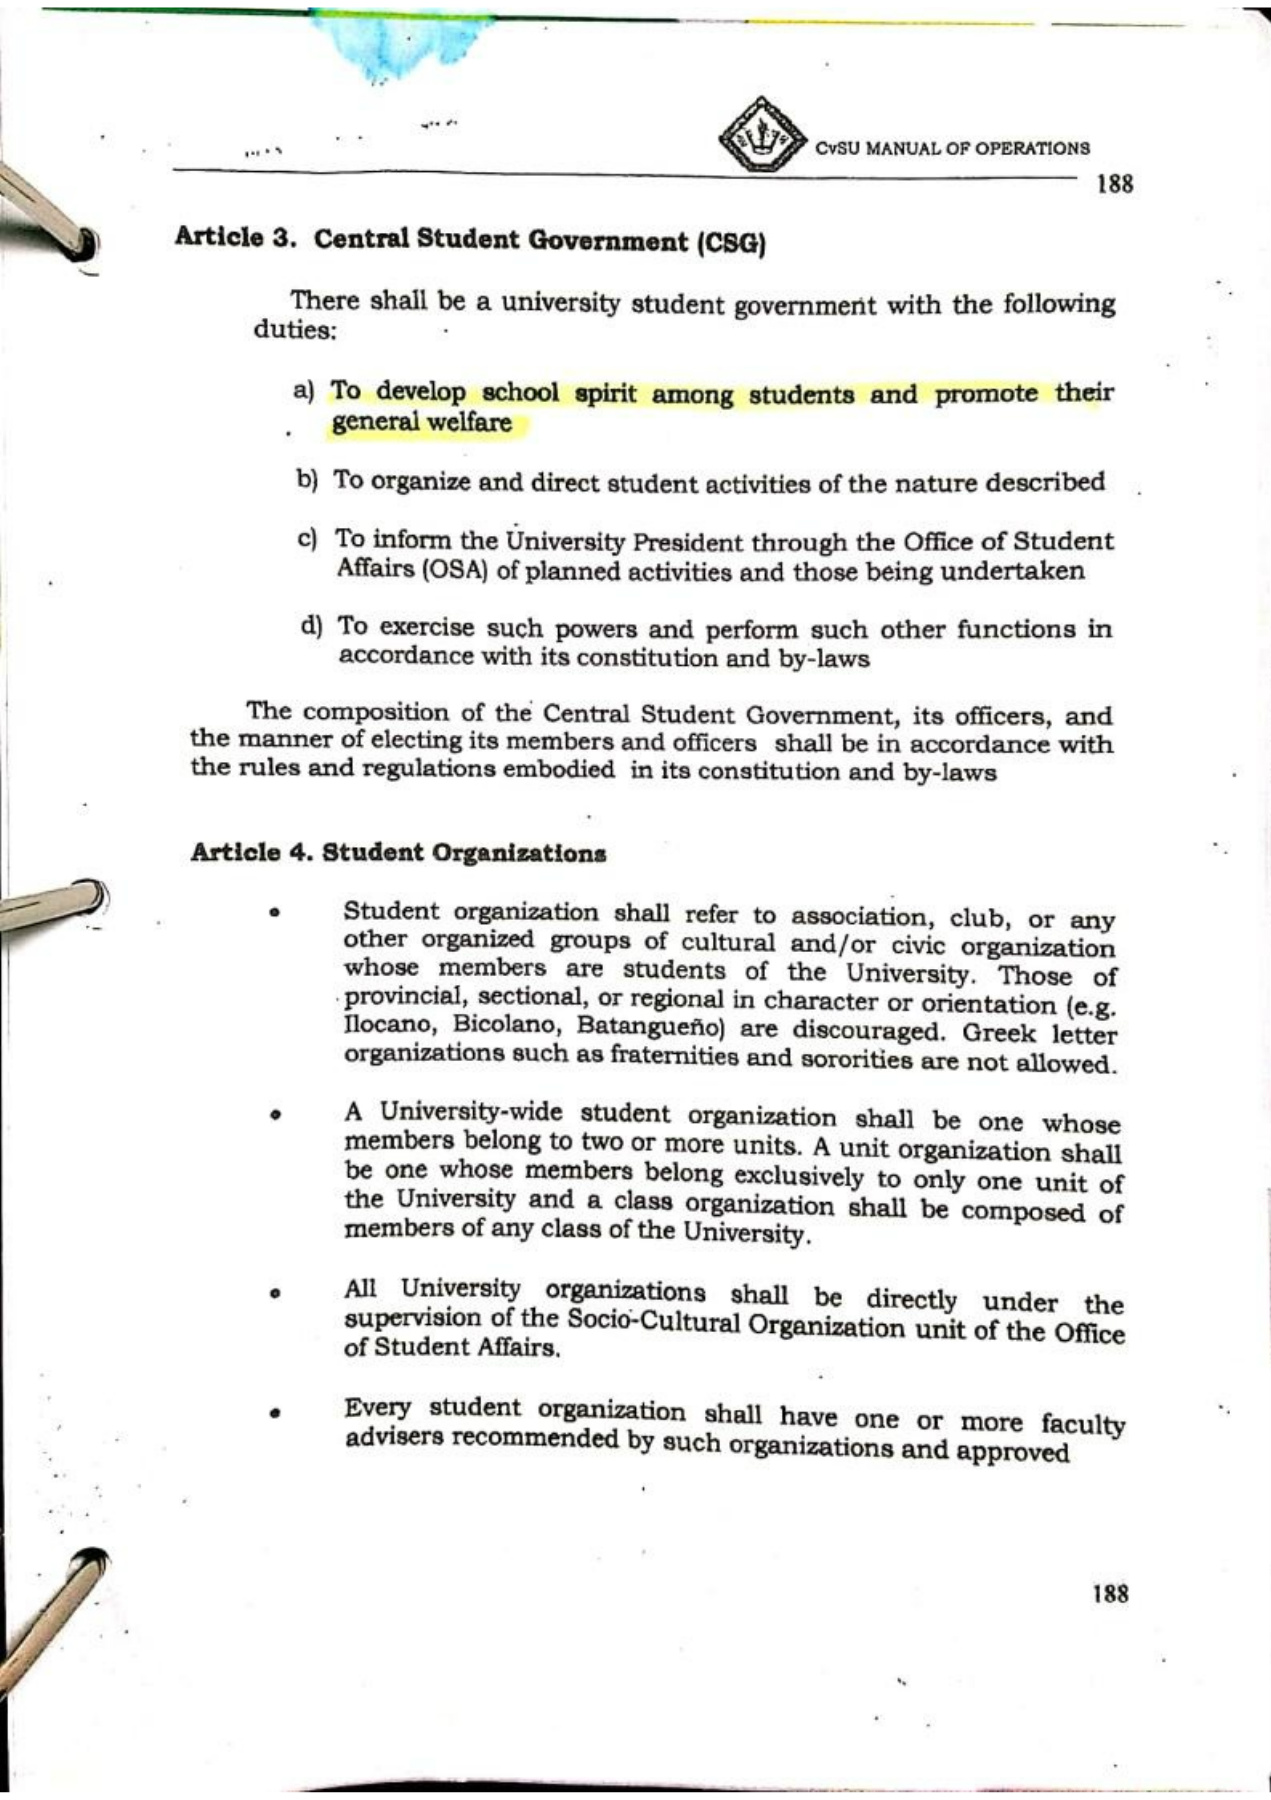 CvSU MANUAL OF OPERATIONS
188
Article 3. Central Student Government (CSG)
There shall be a university student government with the following
duties:
a) To develop school spirit among students and promote their
general welfare
b) To organize and direct student activities of the nature described
c) To inform the University President through the Office of Student
Affairs (OSA) of planned activities and those being undertaken
d) To exercise such powers and perform such other functions in
accordance with its constitution and by-laws
The composition of the Central Student Government, its officers, and
the manner of electing its members and officers shall be in accordance with
the rules and regulations embodied in its constitution and by-laws
Article 4. Student Organizations
• Student organization shall refer to association, club, or any
other organized groups of cultural and/or civic organization
whose members are students of the University. Those of
provincial, sectional, or regional in character or orientation (e.g.
Ilocano, Bicolano, Batangueño) are discouraged. Greek letter
organizations such as fraternities and sororities are not allowed.
• A University-wide student organization shall be one whose
members belong to two or more units. A unit organization shall
be one whose members belong exclusively to only one unit of
the University and a class organization shall be composed of
members of any class of the University.
• All University organizations shall be directly under the
supervision of the Socio-Cultural Organization unit of the Office
of Student Affairs.
• Every student organization shall have one or more faculty
advisers recommended by such organizations and approved
188